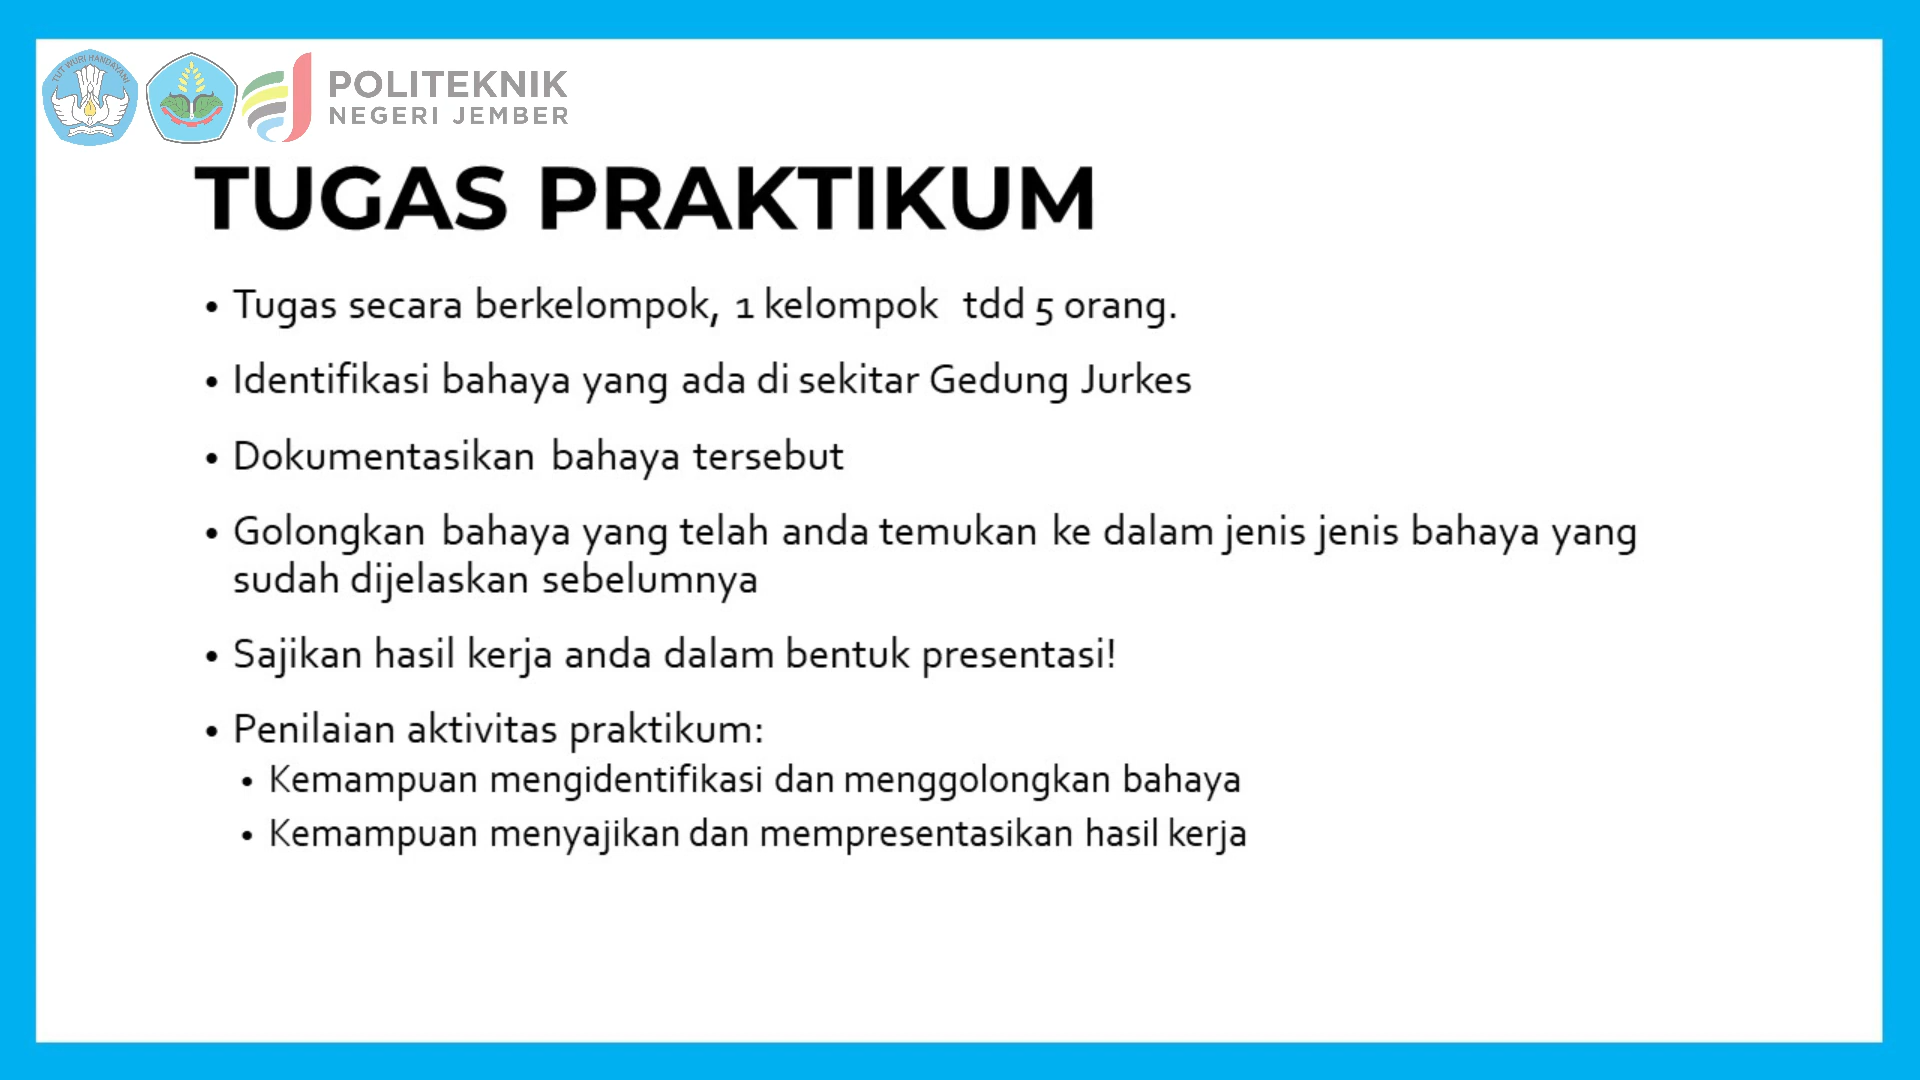 TUT WURI HANDAYANI
POLITEKNIK
NEGERI JEMBER
TUGAS PRAKTIKUM
• Tugas secara berkelompok, 1 kelompok tdd 5 orang.
• Identifikasi bahaya yang ada di sekitar Gedung Jurkes
• Dokumentasikan bahaya tersebut
• Golongkan bahaya yang telah anda temukan ke dalam jenis jenis bahaya yang
sudah dijelaskan sebelumnya
• Sajikan hasil kerja anda dalam bentuk presentasi!
• Penilaian aktivitas praktikum:
• Kemampuan mengidentifikasi dan menggolongkan bahaya
• Kemampuan menyajikan dan mempresentasikan hasil kerja